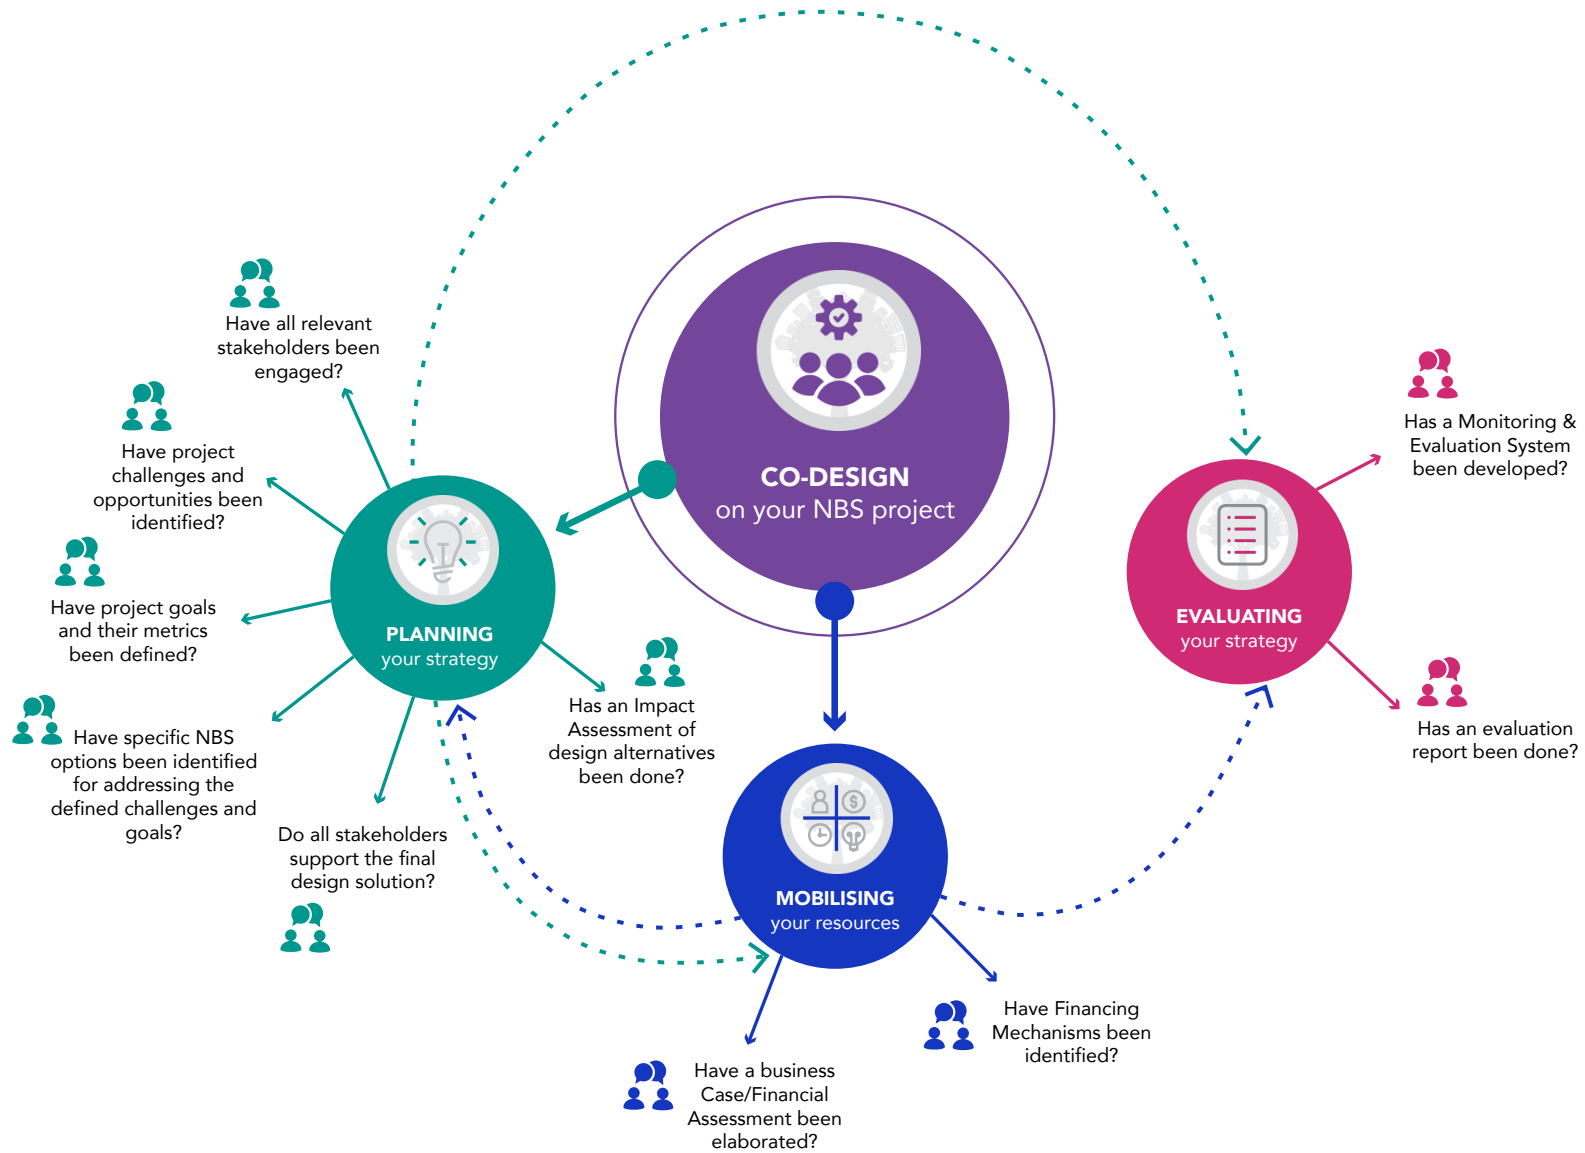 CO-DESIGN
on your NBS project
Have all relevant
stakeholders been
engaged?
Have project
challenges and
opportunities been
identified?
Have project goals
and their metrics
been defined?
Have specific NBS
options been identified
for addressing the
defined challenges and
goals?
Do all stakeholders
support the final
design solution?
Has an Impact
Assessment of
design alternatives
been done?
PLANNING
your strategy
MOBILISING
your resources
Have a business
Case/Financial
Assessment been
elaborated?
Have Financing
Mechanisms been
identified?
EVALUATING
your strategy
Has a Monitoring &
Evaluation System
been developed?
Has an evaluation
report been done?
$